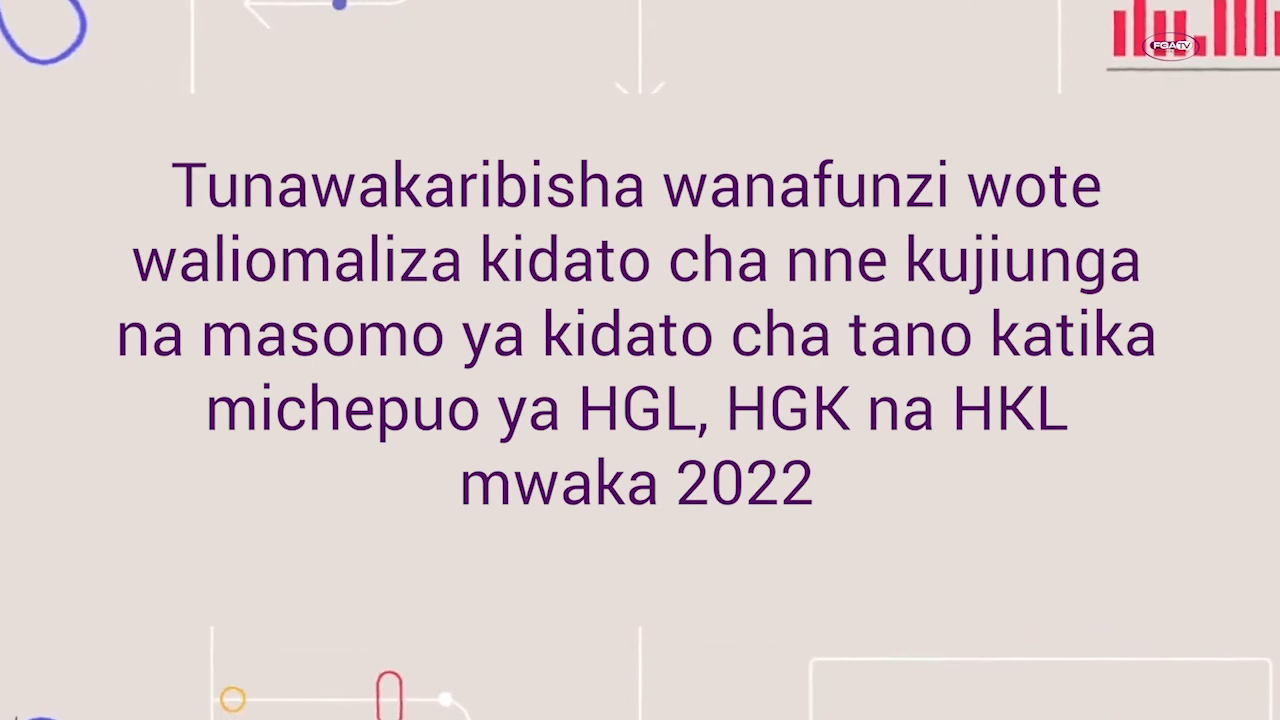 FGATV
Tunawakaribisha wanafunzi wote
waliomaliza kidato cha nne kujiunga
na masomo ya kidato cha tano katika
michepuo ya HGL, HGK na HKL
mwaka 2022